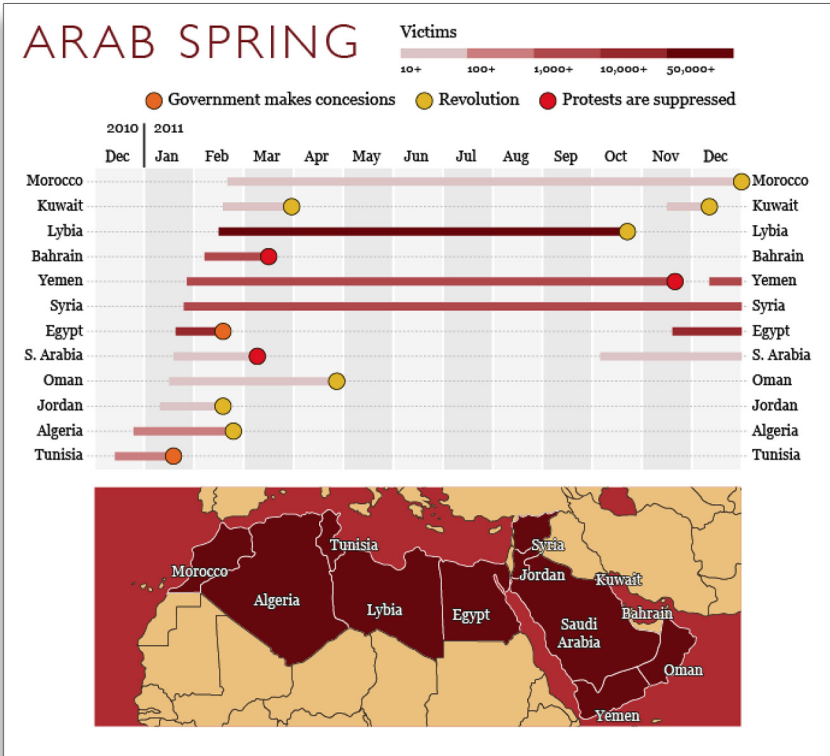 ARAB SPRING
Victims
10+ 100+ 1,000+ 10,000+ 50,000+
Government makes concesions Revolution Protests are suppressed
2010 2011
Dec Jan Feb Mar Apr May Jun Jul Aug Sep Oct Nov Dec
Morocco Morocco
Kuwait Kuwait
Lybia Lybia
Bahrain Bahrain
Yemen Yemen
Syria Syria
Egypt Egypt
S. Arabia S. Arabia
Oman Oman
Jordan Jordan
Algeria Algeria
Tunisia Tunisia
Tunisia Syria
Morocco Jordan Kuwait
Algeria Lybia Egypt Bahrain
Saudi
Arabia
Oman
Yemen